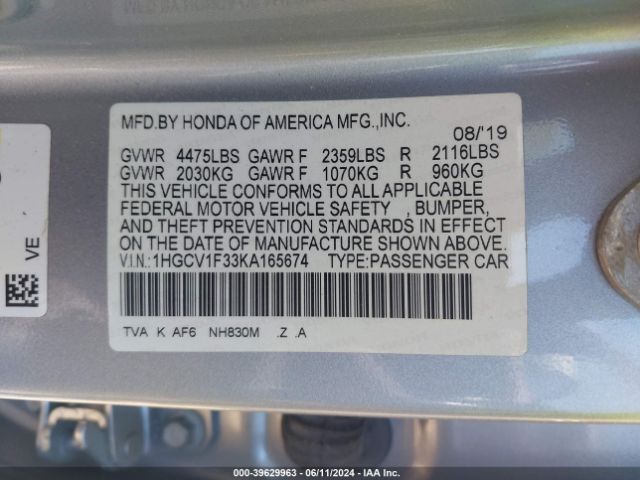 MFD.BY HONDA OF AMERICA MFG.,INC.
08/'19
GVWR 4475LBS GAWR F 2359LBS R 2116LBS
GVWR 2030KG GAWR F 1070KG R 960KG
THIS VEHICLE CONFORMS TO ALL APPLICABLE
FEDERAL MOTOR VEHICLE SAFETY , BUMPER,
AND THEFT PREVENTION STANDARDS IN EFFECT
ON THE DATE OF MANUFACTURE SHOWN ABOVE.
V.I.N.:1HGCV1F33KA165674 TYPE:PASSENGER CAR
TVA K AF6 NH830M .Z .A
VE
000-39629963 - 06/11/2024 - IAA Inc.